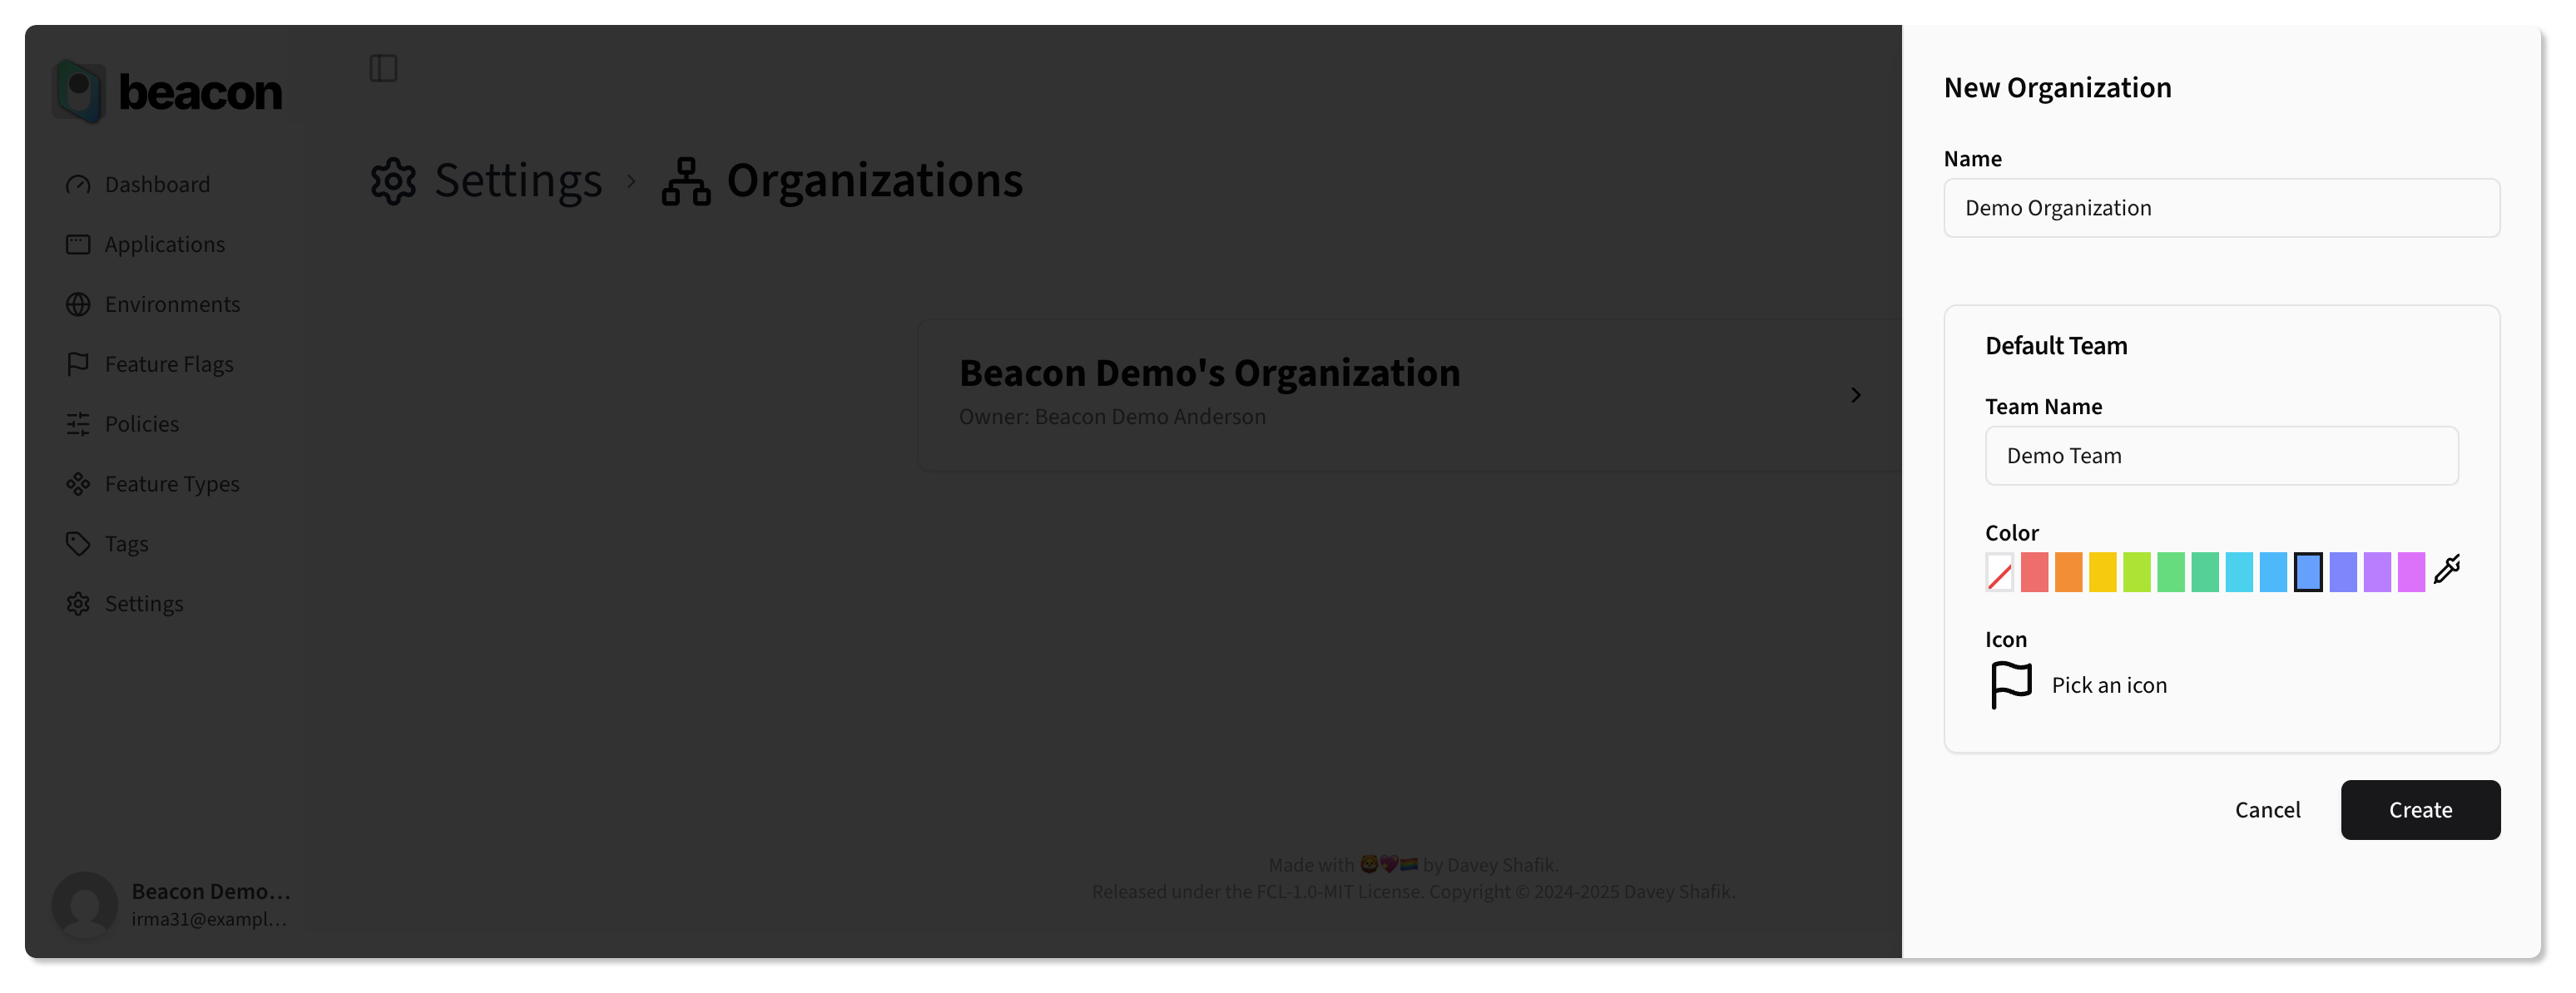 beacon
Dashboard
Applications
Environments
Feature Flags
Policies
Feature Types
Tags
Settings
Beacon Demo...
irma31@exampl...
Settings > Organizations
Beacon Demo's Organization
Owner: Beacon Demo Anderson
Made with 🦁💖🏳️‍🌈 by Davey Shafik.
Released under the FCL-1.0-MIT License. Copyright © 2024-2025 Davey Shafik.
New Organization
Name
Demo Organization
Default Team
Team Name
Demo Team
Color
Icon
Pick an icon
Cancel
Create